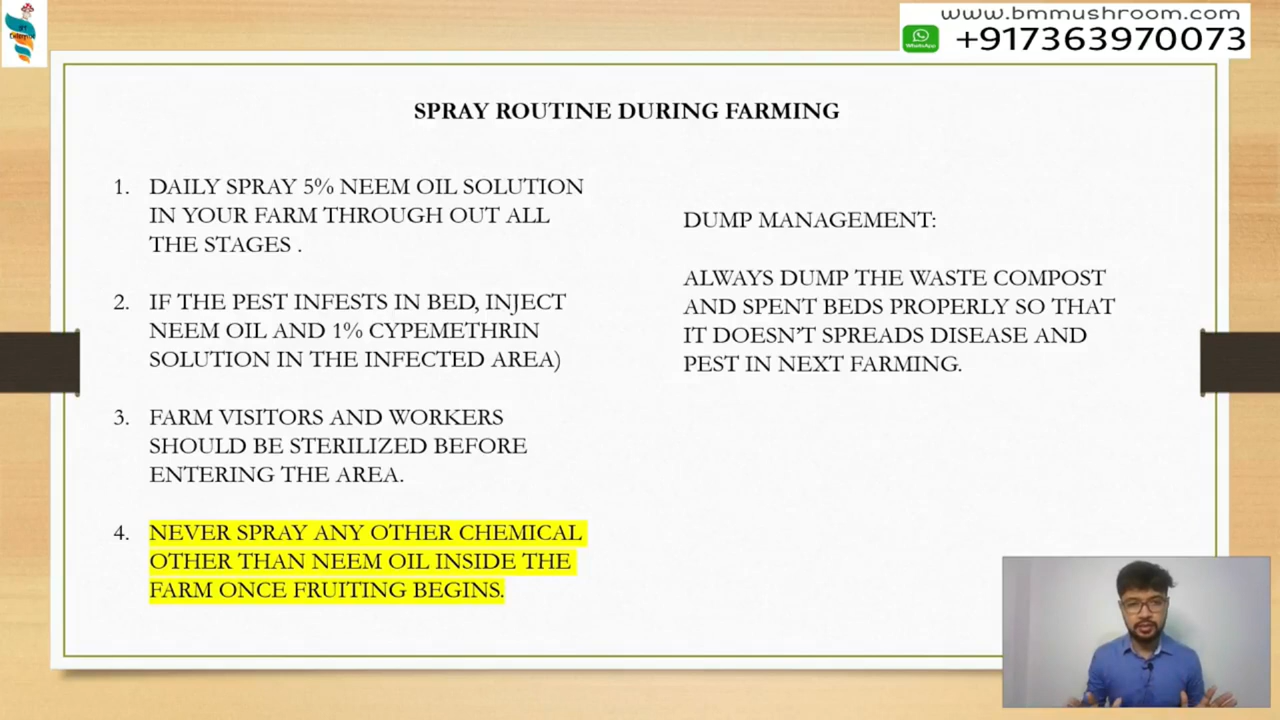 www.bmmushroom.com
WhatsApp
+917363970073
SPRAY ROUTINE DURING FARMING
1. DAILY SPRAY 5% NEEM OIL SOLUTION
IN YOUR FARM THROUGH OUT ALL
THE STAGES .
2. IF THE PEST INFESTS IN BED, INJECT
NEEM OIL AND 1% CYPEMETHRIN
SOLUTION IN THE INFECTED AREA)
3. FARM VISITORS AND WORKERS
SHOULD BE STERILIZED BEFORE
ENTERING THE AREA.
4. NEVER SPRAY ANY OTHER CHEMICAL
OTHER THAN NEEM OIL INSIDE THE
FARM ONCE FRUITING BEGINS.
DUMP MANAGEMENT:
ALWAYS DUMP THE WASTE COMPOST
AND SPENT BEDS PROPERLY SO THAT
IT DOESN'T SPREADS DISEASE AND
PEST IN NEXT FARMING.